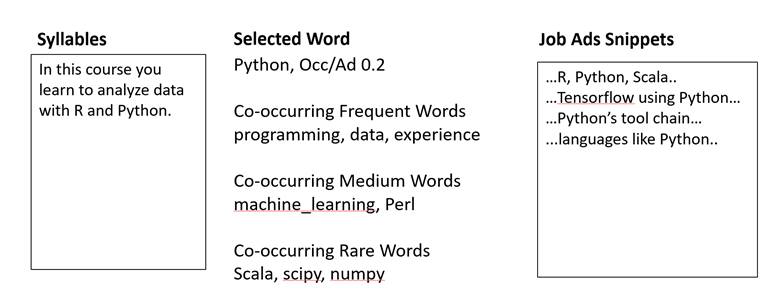 Syllables
In this course you
learn to analyze data
with R and Python.
Selected Word
Python, Occ/Ad 0.2
Co-occurring Frequent Words
programming, data, experience
Co-occurring Medium Words
machine_learning, Perl
Co-occurring Rare Words
Scala, scipy, numpy
Job Ads Snippets
...R, Python, Scala..
...Tensorflow using Python...
...Python's tool chain...
...languages like Python..